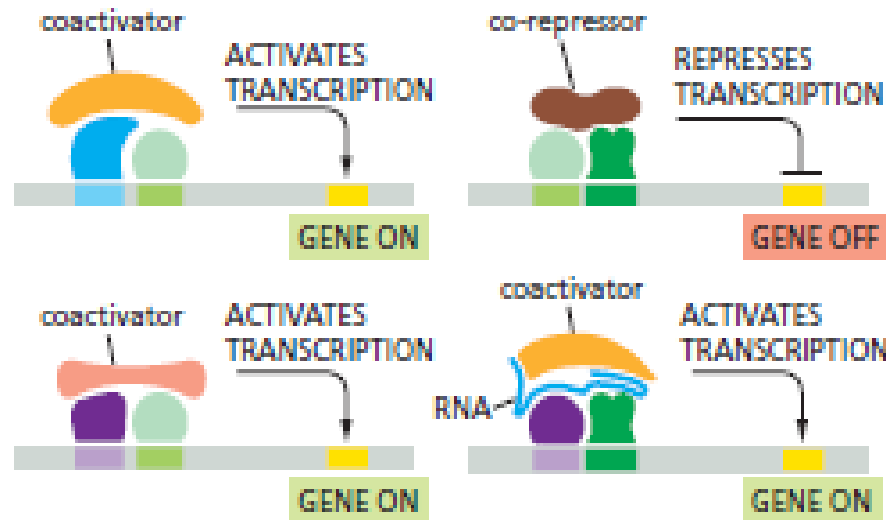 coactivator
ACTIVATES
TRANSCRIPTION
GENE ON
co-repressor
REPRESSES
TRANSCRIPTION
GENE OFF
coactivator
ACTIVATES
TRANSCRIPTION
GENE ON
coactivator
ACTIVATES
TRANSCRIPTION
RNA
GENE ON